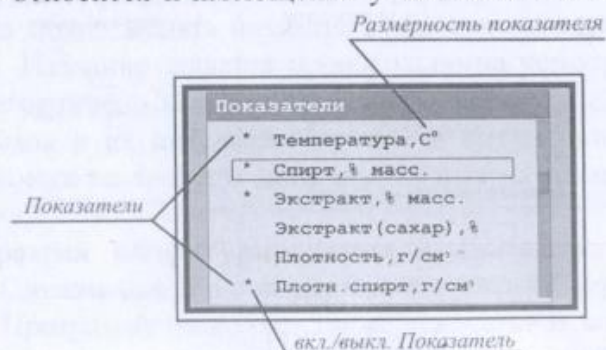 Размерность показателя
Показатели
* Температура,C°
* Спирт,% масс.
* Экстракт,% масс.
Экстракт(сахар),%
Плотность,г/см³
* Плотн спирт,г/см³
Показатели
вкл./выкл. Показатель